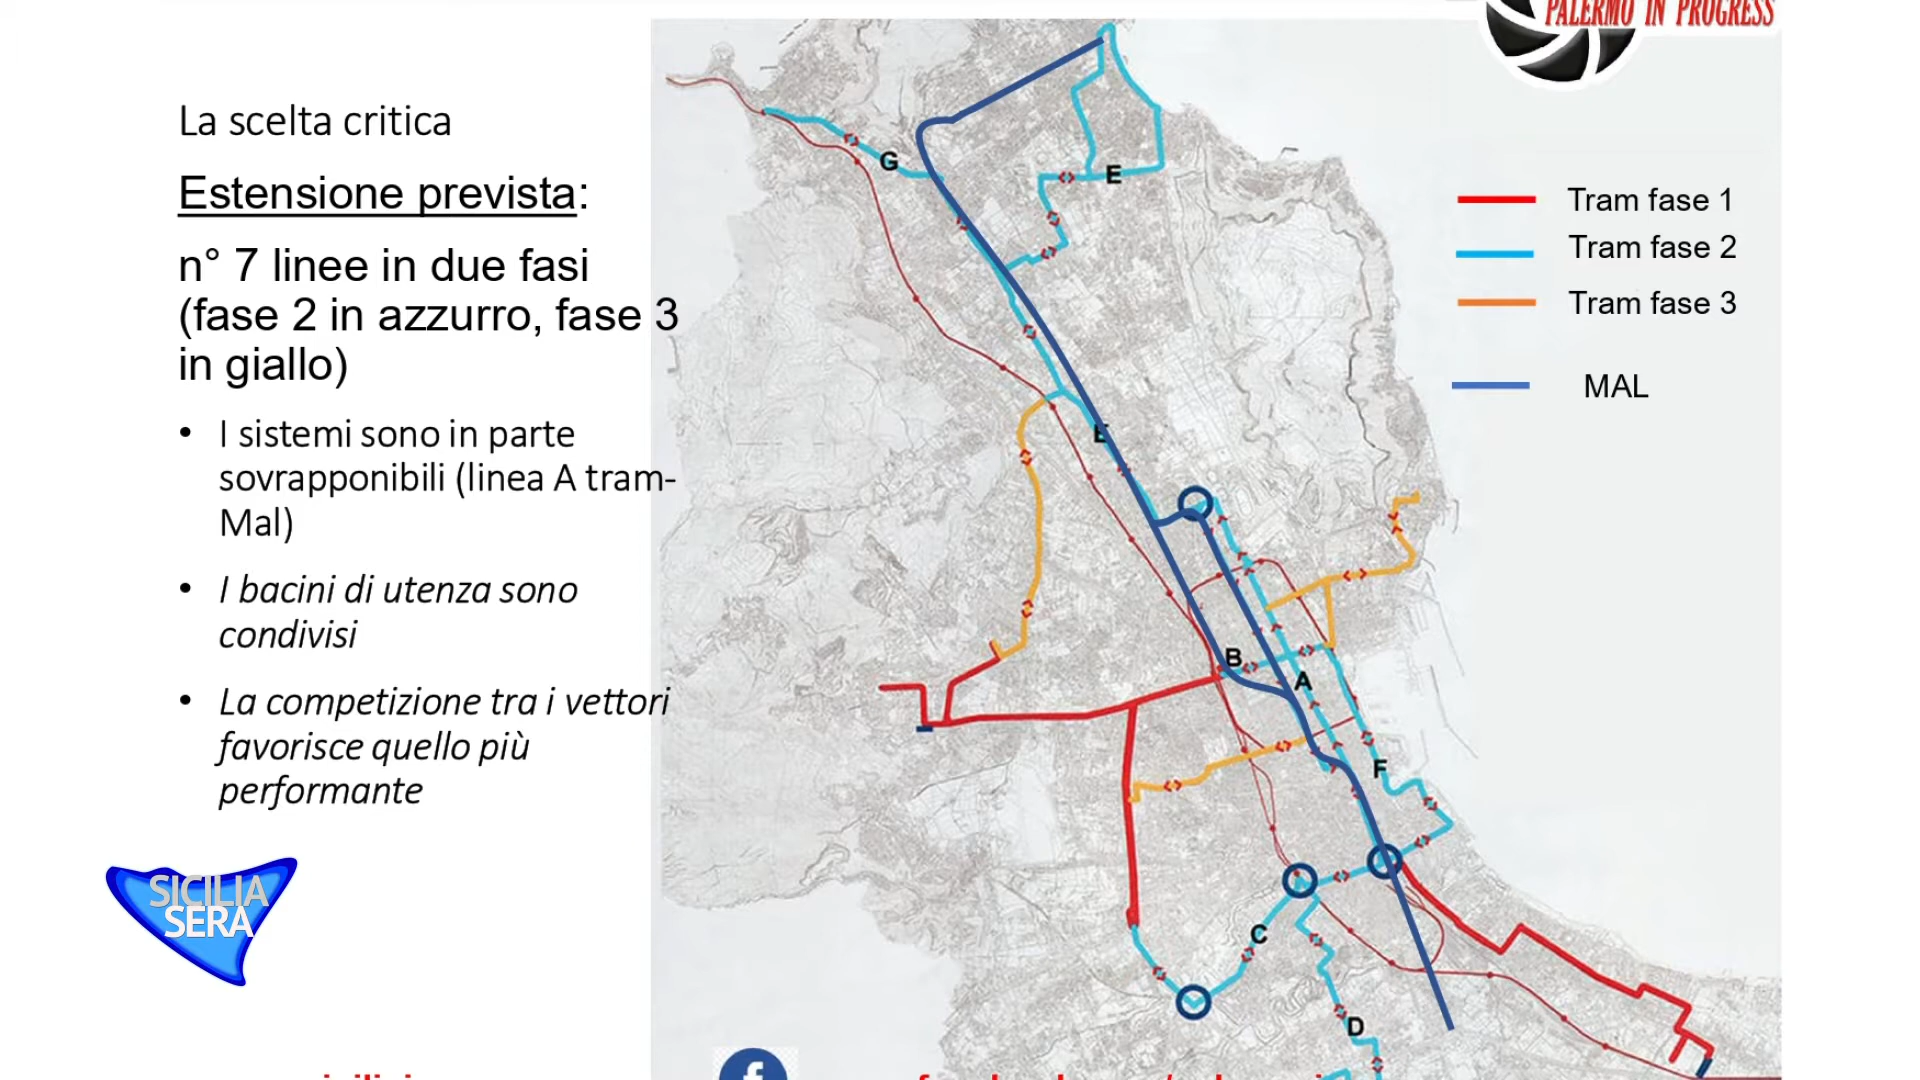 PALERMO IN PROGRESS
La scelta critica
Estensione prevista:
n° 7 linee in due fasi
(fase 2 in azzurro, fase 3
in giallo)
• I sistemi sono in parte
sovrapponibili (linea A tram-
Mal)
• I bacini di utenza sono
condivisi
• La competizione tra i vettori
favorisce quello più
performante
SICILIA
SERA
G
E
E
B
A
F
C
D
Tram fase 1
Tram fase 2
Tram fase 3
MAL
f